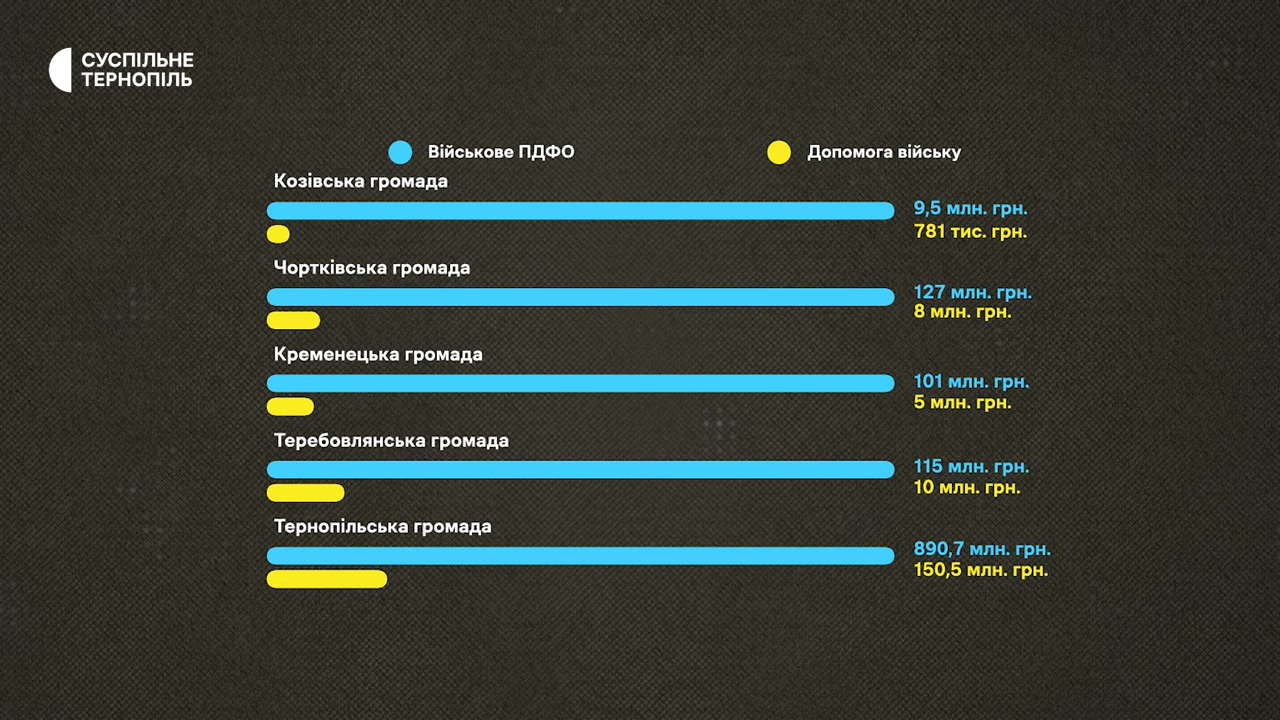 СУСПІЛЬНЕ
ТЕРНОПІЛЬ
Військове ПДФО
Допомога війську
Козівська громада
9,5 млн. грн.
781 тис. грн.
Чортківська громада
127 млн. грн.
8 млн. грн.
Кременецька громада
101 млн. грн.
5 млн. грн.
Теребовлянська громада
115 млн. грн.
10 млн. грн.
Тернопільська громада
890,7 млн. грн.
150,5 млн. грн.